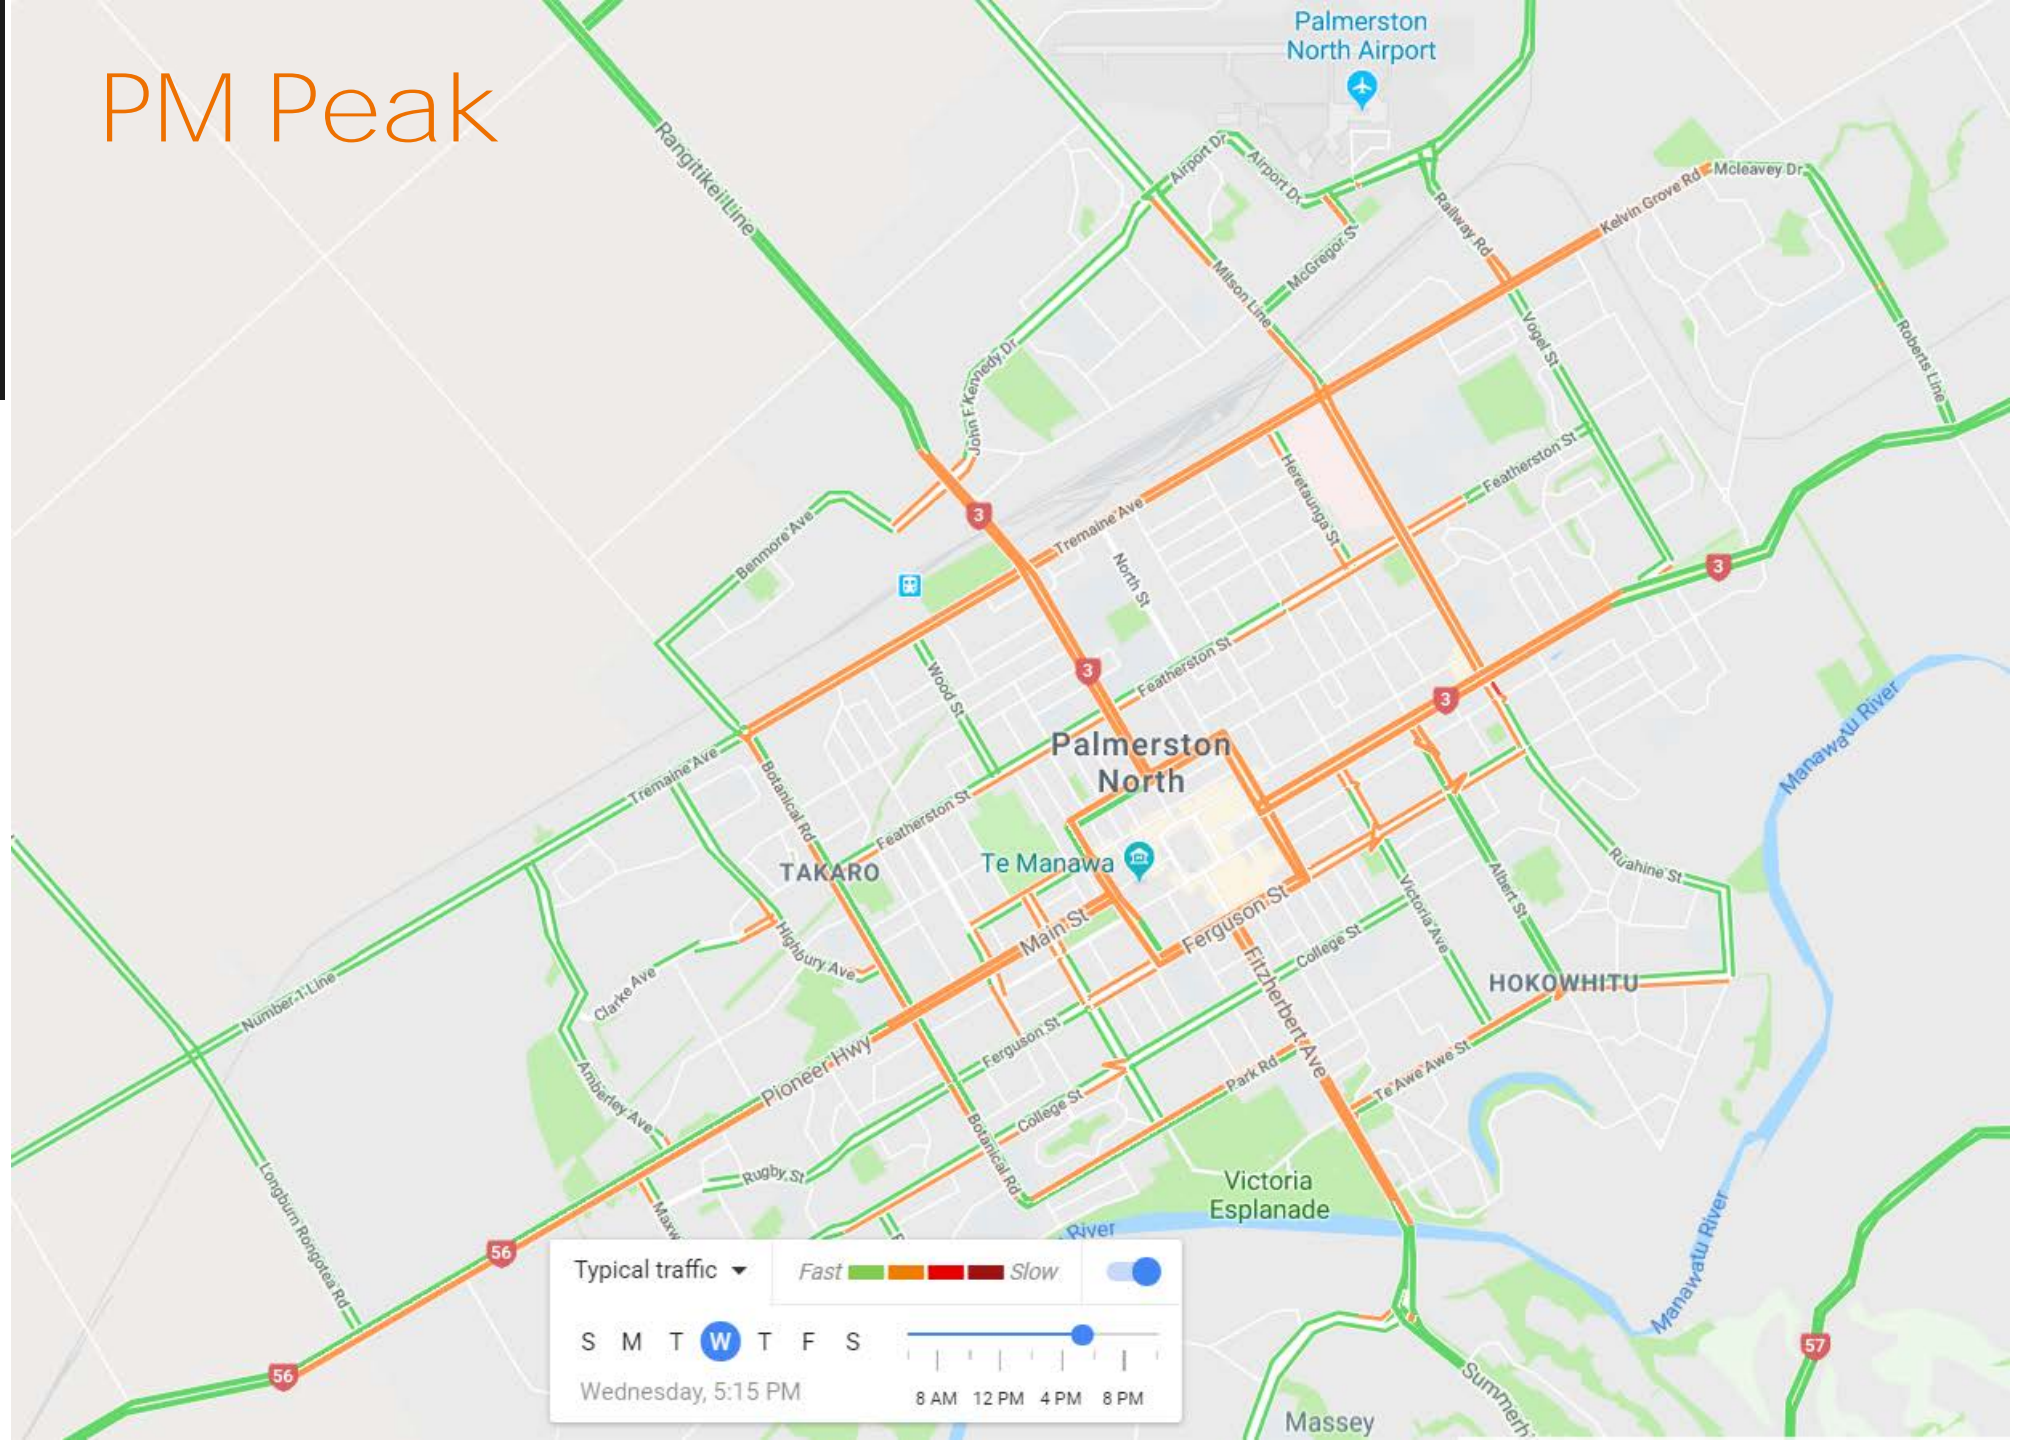 PM Peak
Palmerston
North Airport
Rangitikei Line
Airport Dr
Airport Dr
Mcleavey Dr
Kelvin Grove Rd
Railway Rd
McGregor S
Milson Line
Vogel St
Roberts Line
John F Kennedy Dr
Featherston St
Heretaunga St
3
Tremaine Ave
Benmore Ave
North St
3
Featherston St
Wood St
3
3
Manawatu River
Palmerston
North
Tremaine Ave
Botanical Rd
Featherston St
TAKARO
Te Manawa
Ruahine St
Albert St
Victoria Ave
Main St
Ferguson St
College St
Fitzherbert Ave
Highbury Ave
Clarke Ave
Number 1 Line
HOKOWHITU
Ferguson St
Pioneer Hwy
Park Rd
Te Awe Awe St
Amberley Ave
College St
Botanical Rd
Rugby St
Longburn Rongotea Rd
Maxw
Victoria
Esplanade
River
Manawatu River
56
56
57
Typical traffic
Fast
Slow
S M T W T F S
Wednesday, 5:15 PM
8 AM 12 PM 4 PM 8 PM
Summerh
Massey